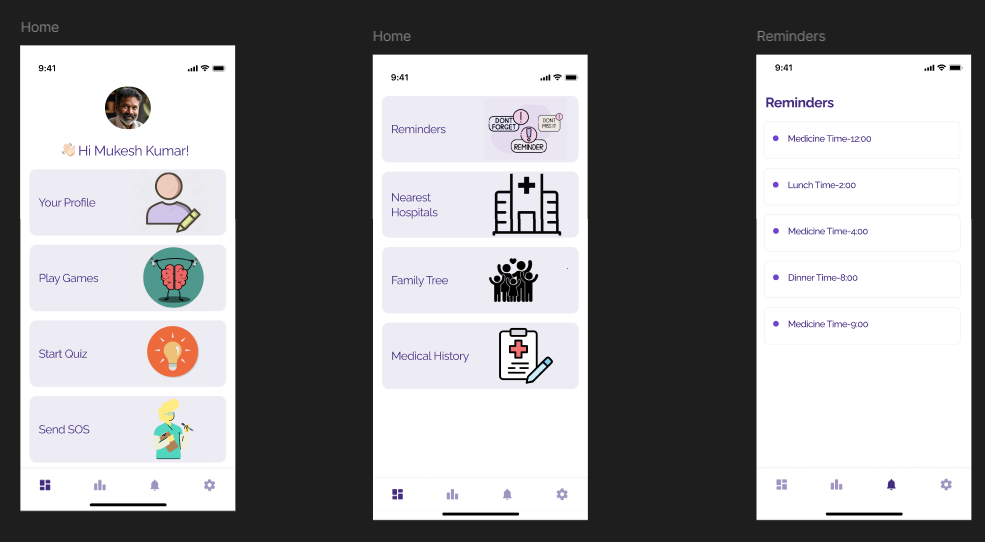 Home
9:41
👋🏻 Hi Mukesh Kumar!
Your Profile
Play Games
Start Quiz
Send SOS
Home
9:41
Reminders
DONT
FORGET
DONT
MISS IT
REMINDER
Nearest
Hospitals
Family Tree
Medical History
Reminders
9:41
Reminders
Medicine Time-12:00
Lunch Time-2:00
Medicine Time-4:00
Dinner Time-8:00
Medicine Time-9:00